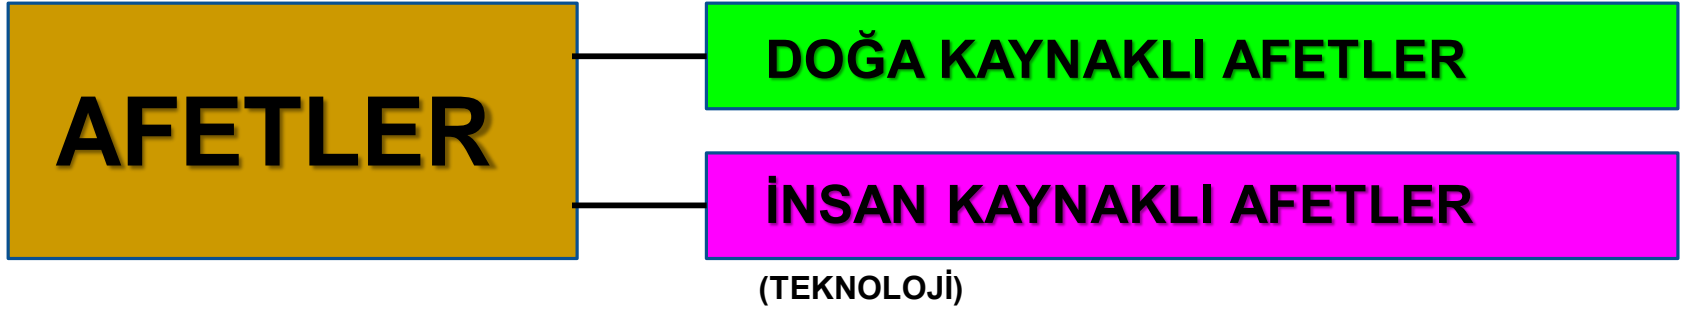 AFETLER
DOĞA KAYNAKLI AFETLER
İNSAN KAYNAKLI AFETLER
(TEKNOLOJİ)